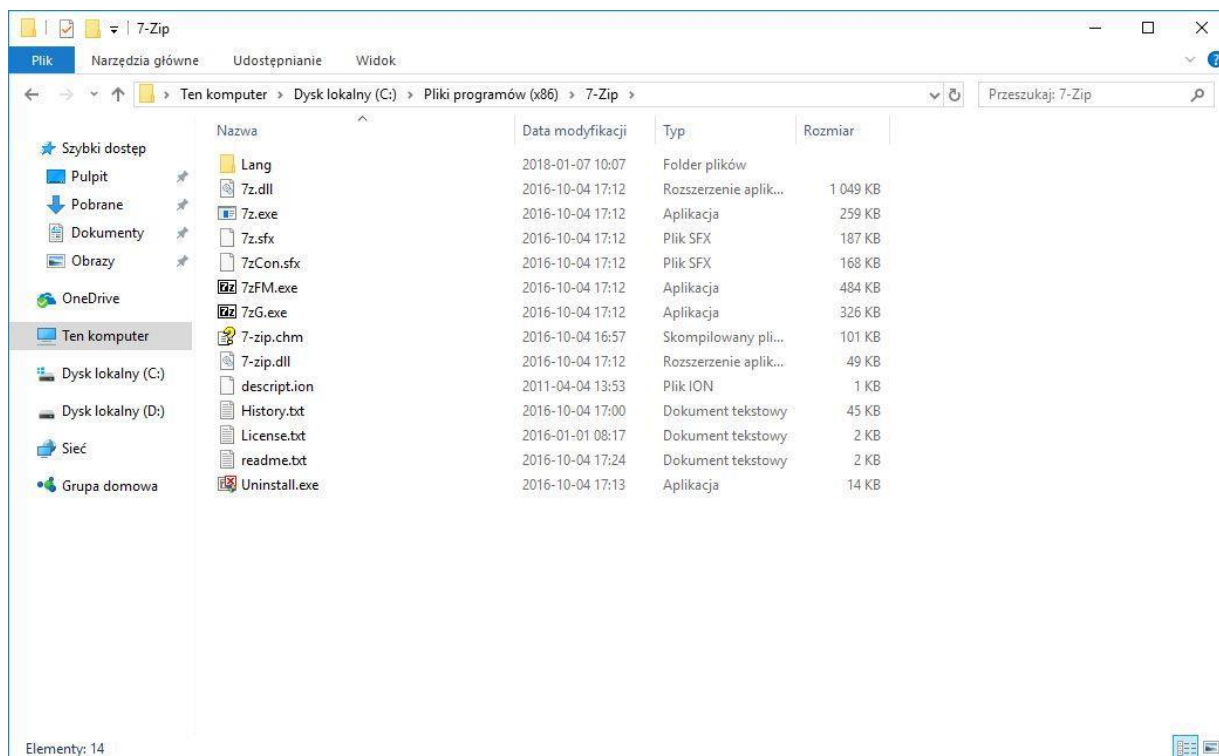 7-Zip
Plik Narzędzia główne Udostępnianie Widok
Ten komputer > Dysk lokalny (C:) > Pliki programów (x86) > 7-Zip > Przeszukaj: 7-Zip
Nazwa Data modyfikacji Typ Rozmiar
Szybki dostęp
Pulpit
Pobrane
Dokumenty
Obrazy
OneDrive
Ten komputer
Dysk lokalny (C:)
Dysk lokalny (D:)
Sieć
Grupa domowa
Lang 2018-01-07 10:07 Folder plików
7z.dll 2016-10-04 17:12 Rozszerzenie aplik... 1 049 KB
7z.exe 2016-10-04 17:12 Aplikacja 259 KB
7z.sfx 2016-10-04 17:12 Plik SFX 187 KB
7zCon.sfx 2016-10-04 17:12 Plik SFX 168 KB
7zFM.exe 2016-10-04 17:12 Aplikacja 484 KB
7zG.exe 2016-10-04 17:12 Aplikacja 326 KB
7-zip.chm 2016-10-04 16:57 Skompilowany pli... 101 KB
7-zip.dll 2016-10-04 17:12 Rozszerzenie aplik... 49 KB
descript.ion 2011-04-04 13:53 Plik ION 1 KB
History.txt 2016-10-04 17:00 Dokument tekstowy 45 KB
License.txt 2016-01-01 08:17 Dokument tekstowy 2 KB
readme.txt 2016-10-04 17:24 Dokument tekstowy 2 KB
Uninstall.exe 2016-10-04 17:13 Aplikacja 14 KB
Elementy: 14